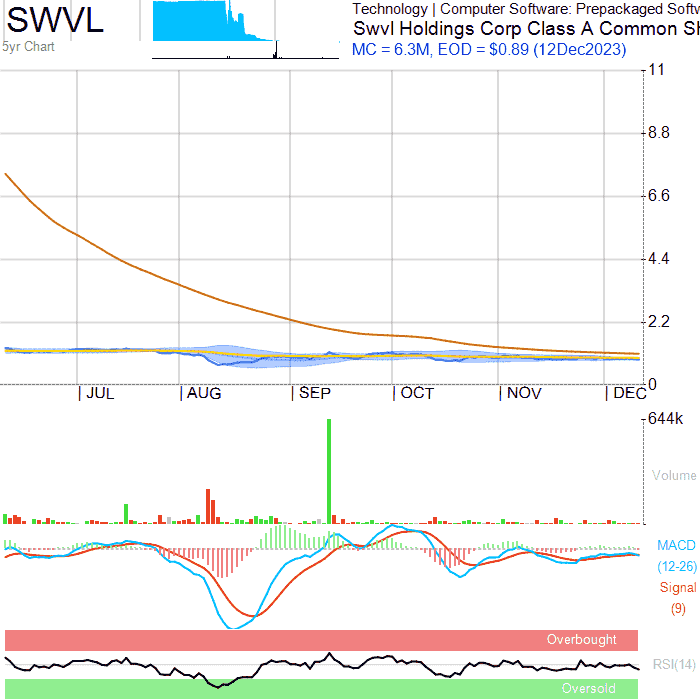 SWVL
5yr Chart
Technology | Computer Software: Prepackaged Softw
Swvl Holdings Corp Class A Common Sh
MC = 6.3M, EOD = $0.89 (12Dec2023)
11
8.8
6.6
4.4
2.2
0
JUL AUG SEP OCT NOV DEC
644k
Volume
MACD
(12-26)
Signal
(9)
Overbought
RSI(14)
Oversold